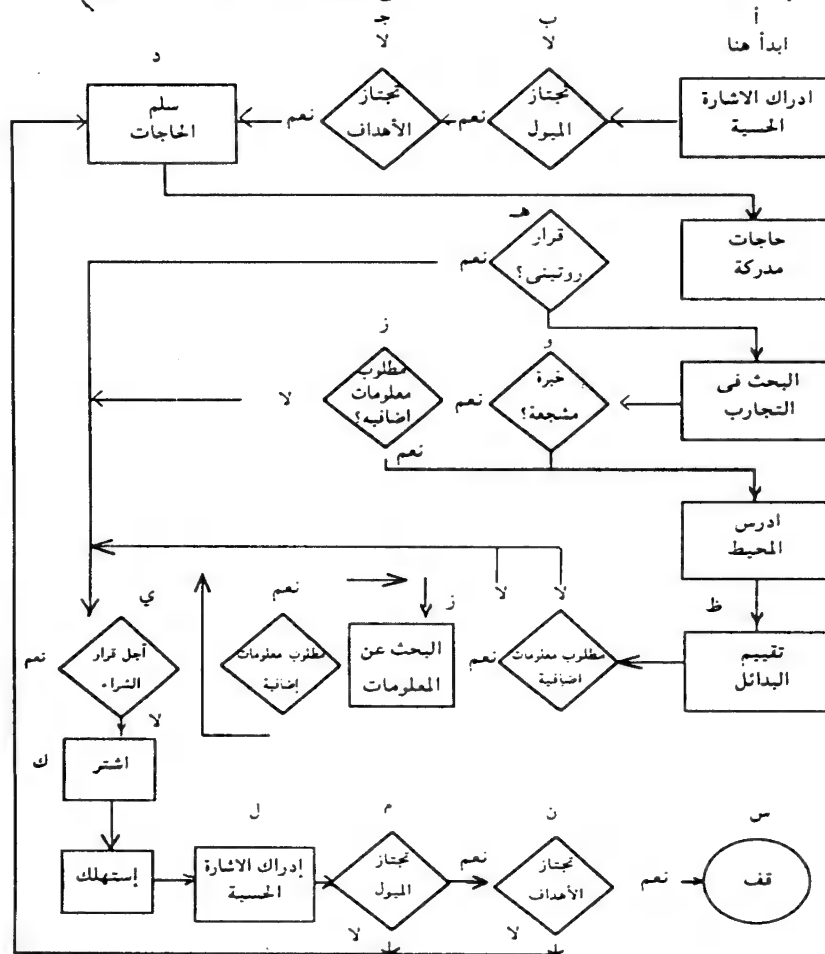 أ
ابدأ هنا
ادراك الاشارة
الحسية
ب
لا
تجتاز
الميول
نعم
جـ
لا
تجتاز
الأهداف
نعم
د
سلم
الحاجات
حاجات
مدركة
هـ
قرار
روتينى؟
نعم
البحث فى
التجارب
و
خبرة
مشجعة؟
نعم
ز
مطلوب
معلومات
اضافيه؟
لا
نعم
ادرس
المحيط
ظ
تقييم
البدائل
لا
لا
مطلوب معلومات
اضافية
نعم
ز
البحث عن
المعلومات
نعم
مطلوب معلومات
إضافية
ي
أجل قرار
الشراء
نعم
لا
ك
اشتر
إستهلك
ل
إدراك الاشارة
الحسية
م
تجتاز
الميول
نعم
لا
ن
تجتاز
الأهداف
نعم
لا
س
قف